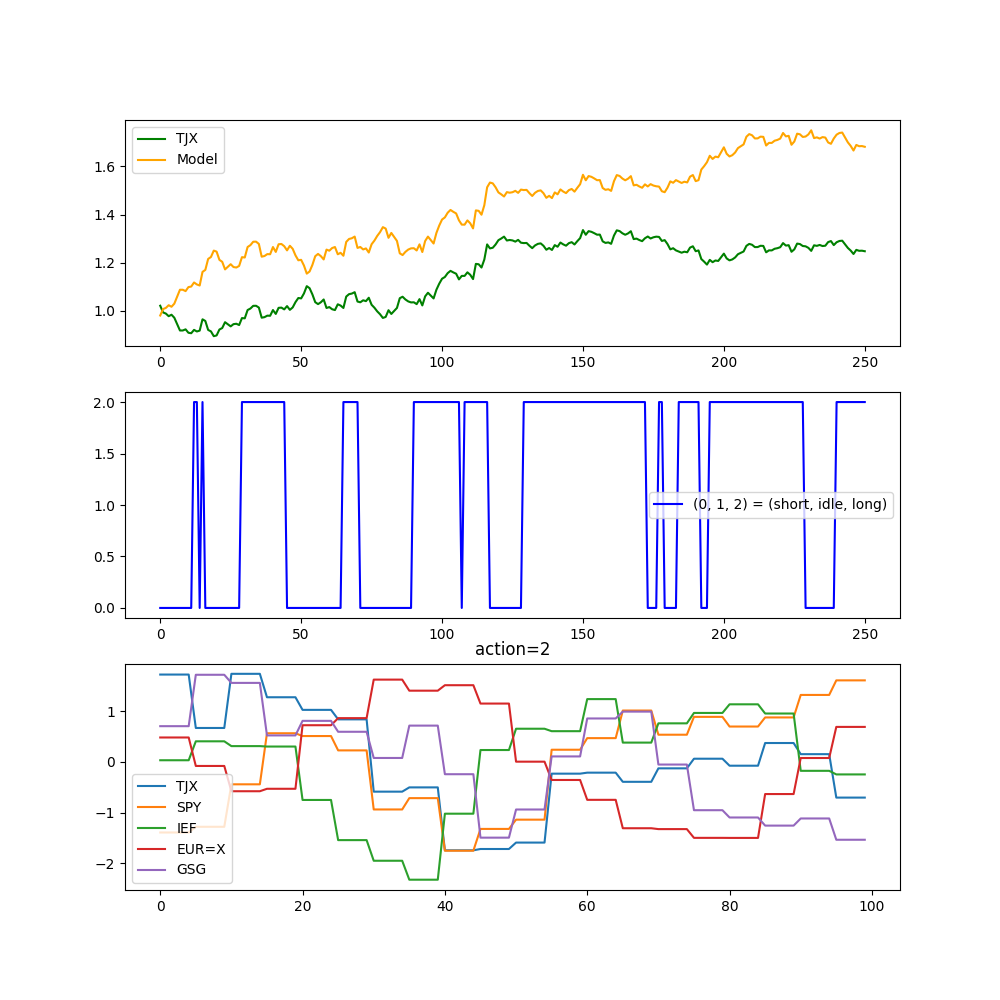 TJX
Model
1.6
1.4
1.2
1.0
0 50 100 150 200 250
2.0
1.5
1.0
0.5
0.0
(0, 1, 2) = (short, idle, long)
0 50 100 150 200 250
action=2
1
0
−1
−2
TJX
SPY
IEF
EUR=X
GSG
0 20 40 60 80 100